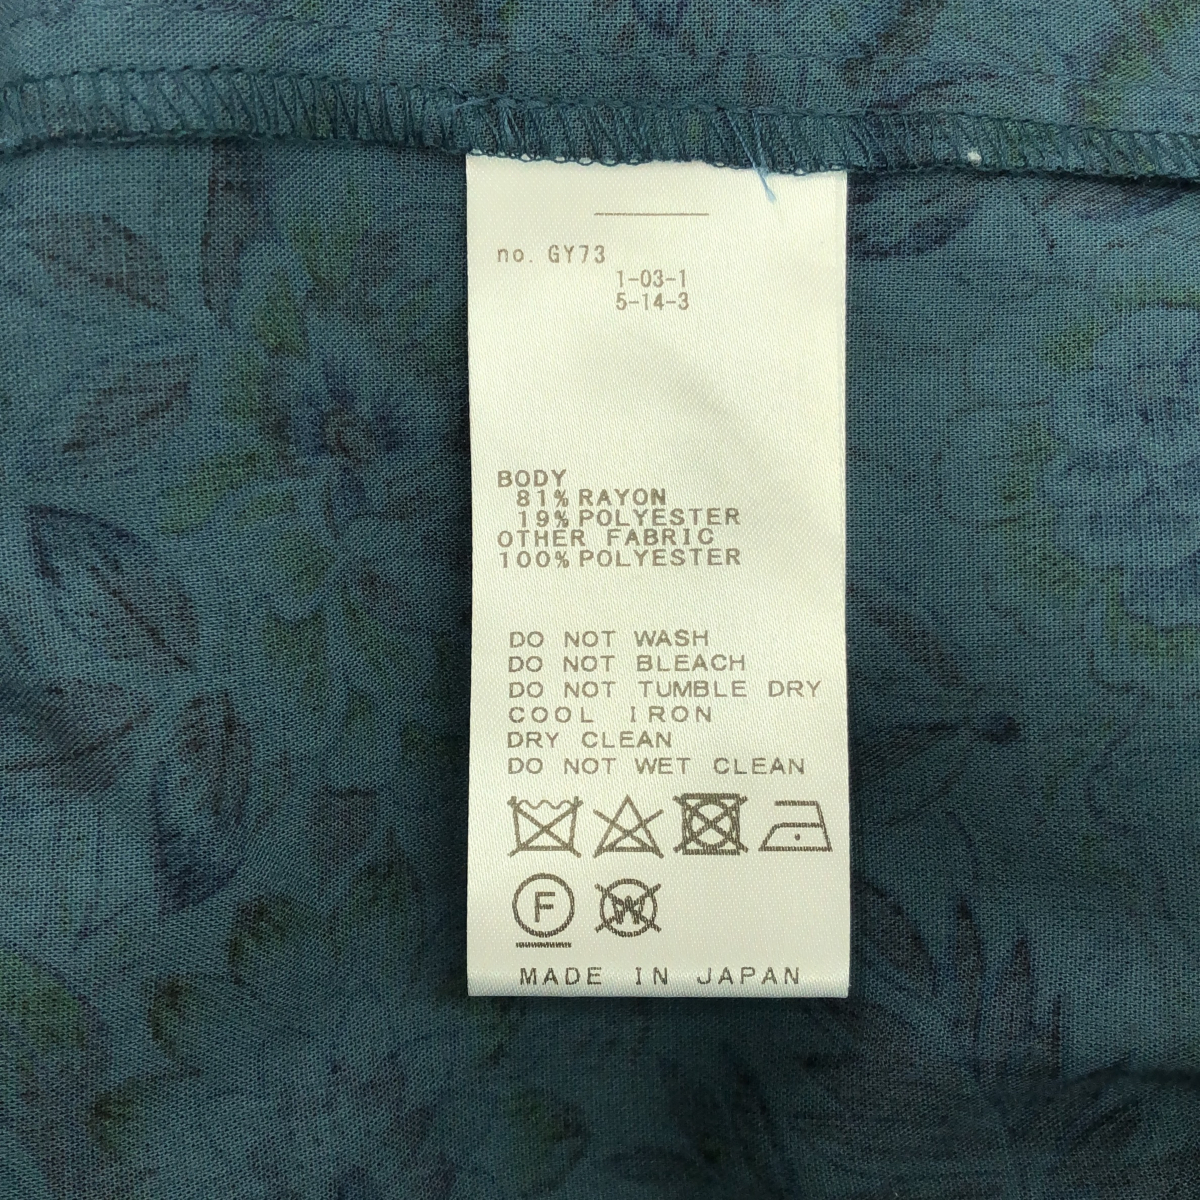 no. GY73
1-03-1
5-14-3
BODY
81% RAYON
19% POLYESTER
OTHER FABRIC
100% POLYESTER
DO NOT WASH
DO NOT BLEACH
DO NOT TUMBLE DRY
COOL IRON
DRY CLEAN
DO NOT WET CLEAN
F W
MADE IN JAPAN